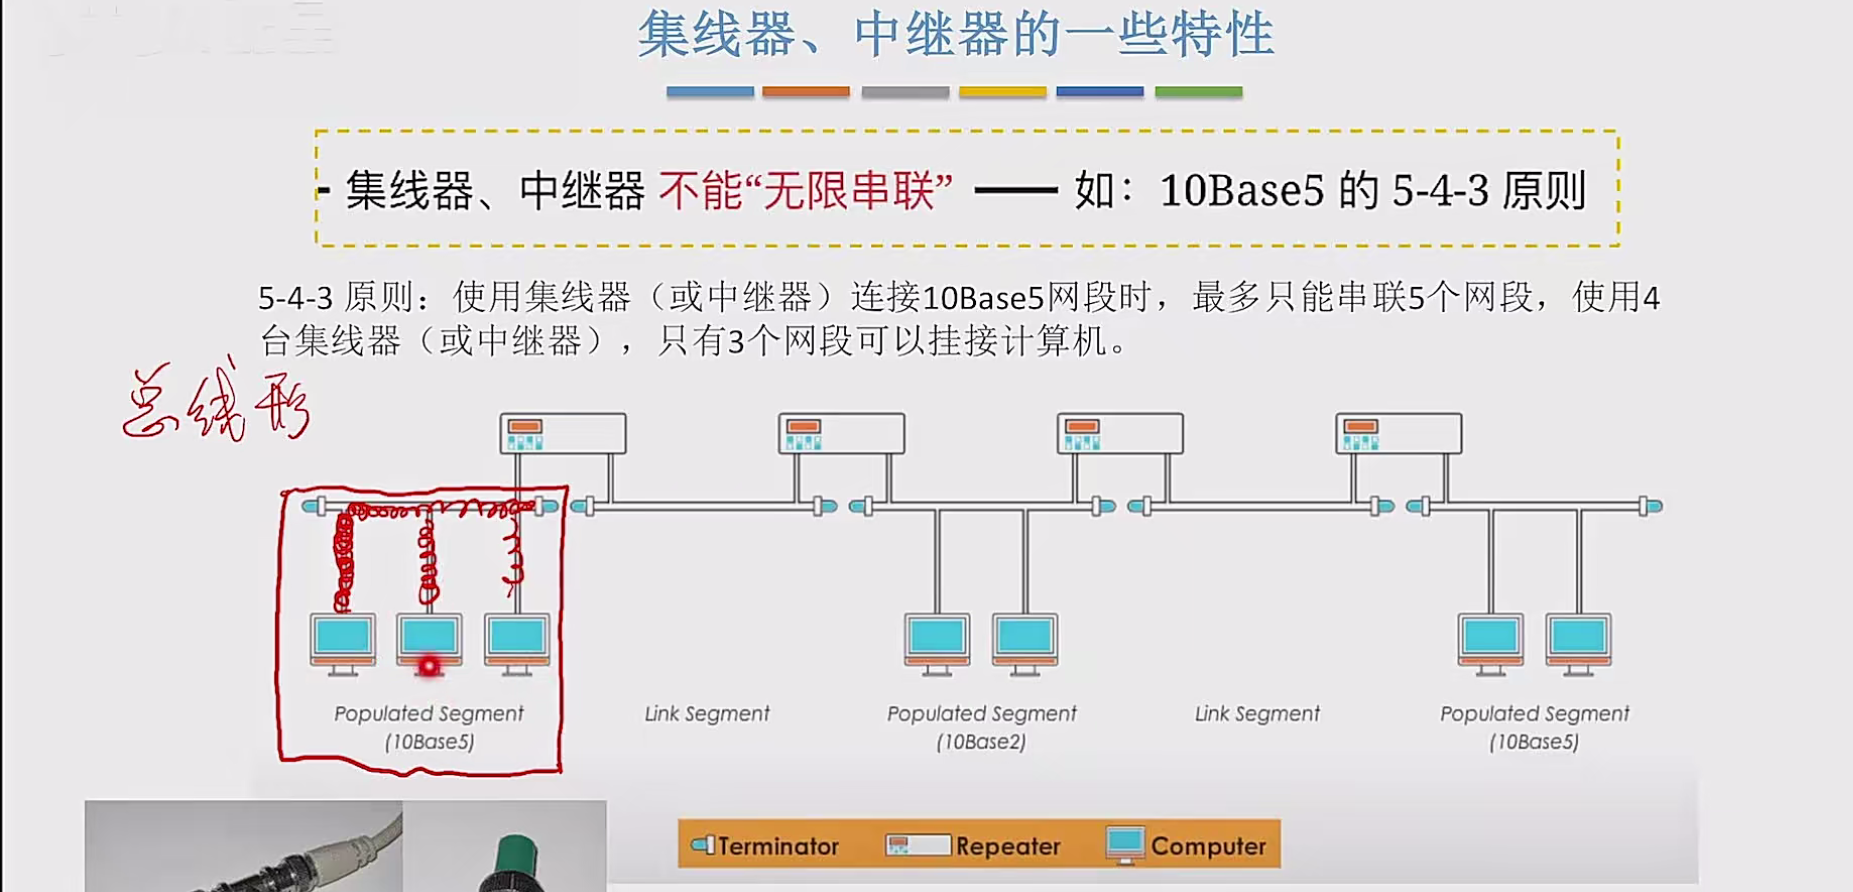 集线器、中继器的一些特性
- 集线器、中继器 不能“无限串联” —— 如：10Base5 的 5-4-3 原则
5-4-3 原则：使用集线器（或中继器）连接10Base5网段时，最多只能串联5个网段，使用4
台集线器（或中继器），只有3个网段可以挂接计算机。
总线形
Populated Segment
(10Base5)
Link Segment
Populated Segment
(10Base2)
Link Segment
Populated Segment
(10Base5)
Terminator
Repeater
Computer